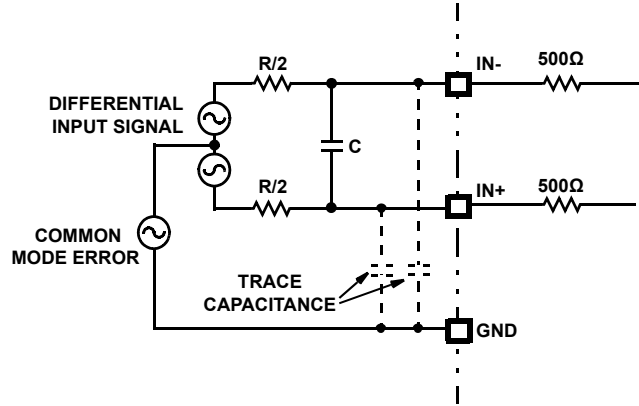 R/2
IN-
500Ω
DIFFERENTIAL
INPUT SIGNAL
C
R/2
IN+
500Ω
COMMON
MODE ERROR
TRACE
CAPACITANCE
GND